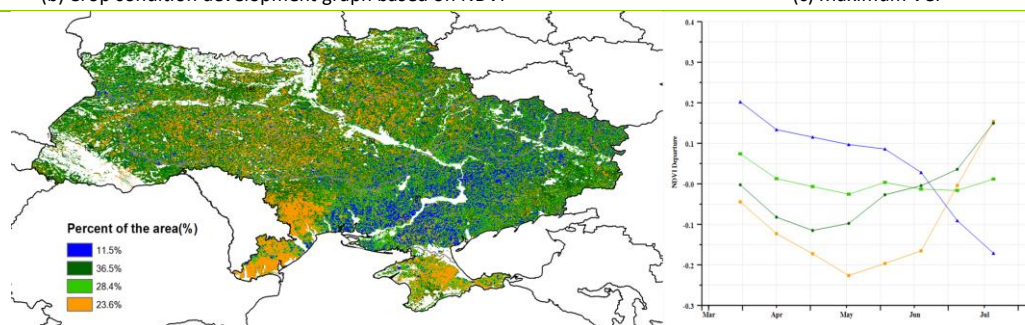 (b) Crop condition development graph based on NDVI
(c) Maximum VCI
Percent of the area(%)
11.5%
36.5%
28.4%
23.6%
NDVI Departure
0.4
0.3
0.2
0.1
-0.0
-0.1
-0.2
-0.3
Mar Apr May Jun Jul